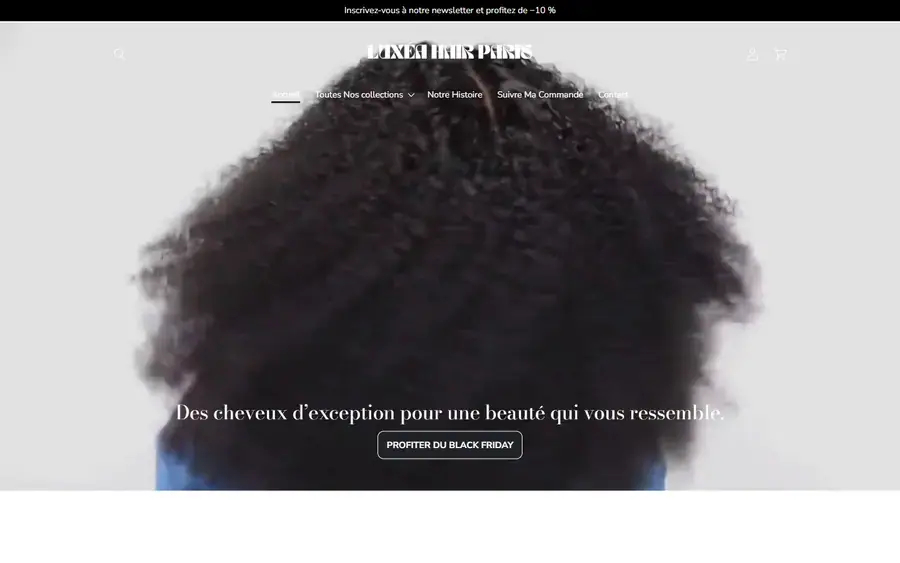 Inscrivez-vous à notre newsletter et profitez de −10 %
LUXEA HAIR PARIS
Accueil
Toutes Nos collections
Notre Histoire
Suivre Ma Commande
Contact
Des cheveux d’exception pour une beauté qui vous ressemble.
PROFITER DU BLACK FRIDAY